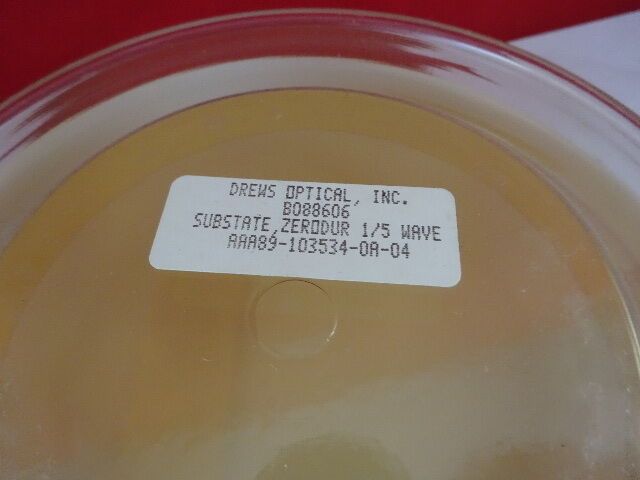 DREWS OPTICAL, INC.
B088606
SUBSTATE,ZERODUR 1/5 WAVE
AAA89-103534-0A-04